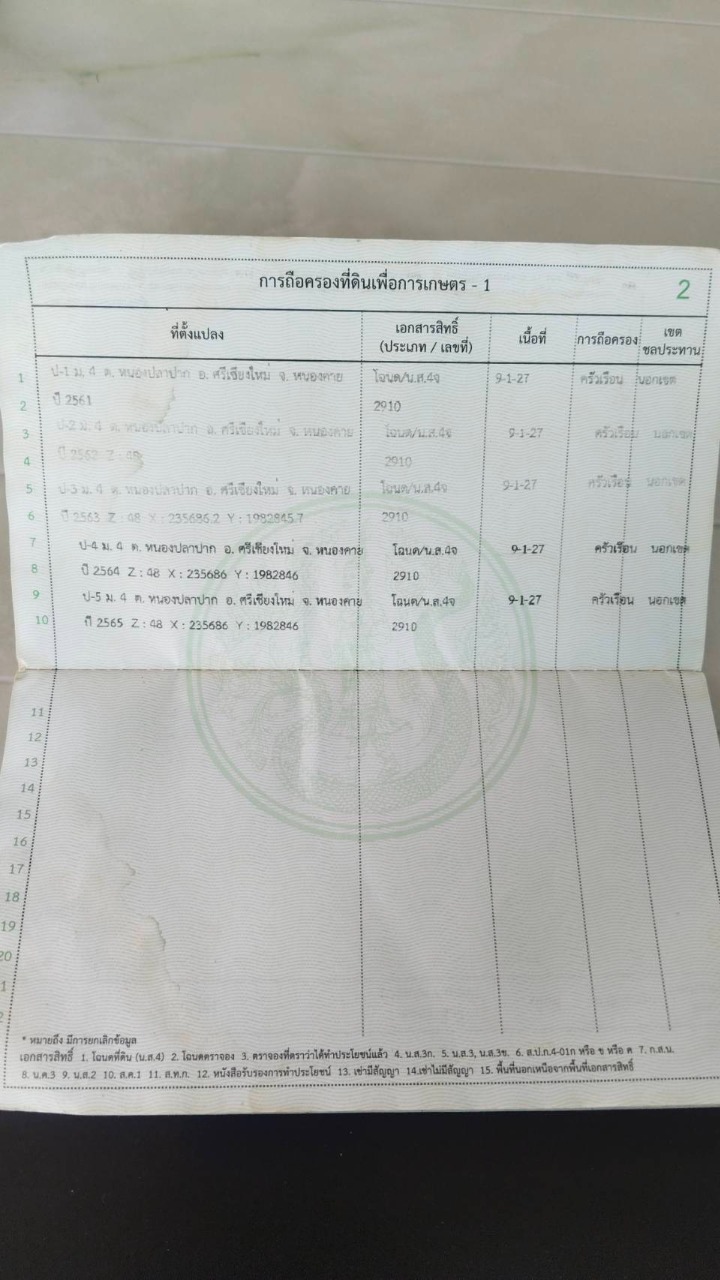 การถือครองที่ดินเพื่อการเกษตร - 1
2
ที่ตั้งแปลง เอกสารสิทธิ์ (ประเภท / เลขที่) เนื้อที่ การถือครอง เขตชลประทาน
1 ป-1 ม. 4 ต. หนองปลาปาก อ. ศรีเชียงใหม่ จ. หนองคาย โฉนด/น.ส.4จ 9-1-27 ครัวเรือน นอกเขต
2 ปี 2561 2910
3 ป-2 ม. 4 ต. หนองปลาปาก อ. ศรีเชียงใหม่ จ. หนองคาย โฉนด/น.ส.4จ 9-1-27 ครัวเรือน นอกเขต
4 ปี 2562 Z : 48 2910
5 ป-3 ม. 4 ต. หนองปลาปาก อ. ศรีเชียงใหม่ จ. หนองคาย โฉนด/น.ส.4จ 9-1-27 ครัวเรือน นอกเขต
6 ปี 2563 Z : 48 X : 235686.2 Y : 1982845.7 2910
7 ป-4 ม. 4 ต. หนองปลาปาก อ. ศรีเชียงใหม่ จ. หนองคาย โฉนด/น.ส.4จ 9-1-27 ครัวเรือน นอกเขต
8 ปี 2564 Z : 48 X : 235686 Y : 1982846 2910
9 ป-5 ม. 4 ต. หนองปลาปาก อ. ศรีเชียงใหม่ จ. หนองคาย โฉนด/น.ส.4จ 9-1-27 ครัวเรือน นอกเขต
10 ปี 2565 Z : 48 X : 235686 Y : 1982846 2910
11
12
13
14
15
16
17
18
19
20
1
2
* หมายถึง มีการยกเลิกข้อมูล
เอกสารสิทธิ์ 1. โฉนดที่ดิน (น.ส.4) 2. โฉนดตราจอง 3. ตราจองที่ตราว่าได้ทำประโยชน์แล้ว 4. น.ส.3ก. 5. น.ส.3, น.ส.3ข. 6. ส.ป.ก.4-01ก หรือ ข หรือ ค 7. ก.ส.น.
8. น.ค.3 9. น.ส.2 10. ส.ค.1 11. ส.ท.ก. 12. หนังสือรับรองการทำประโยชน์ 13. เช่ามีสัญญา 14.เช่าไม่มีสัญญา 15. พื้นที่นอกเหนือจากพื้นที่เอกสารสิทธิ์